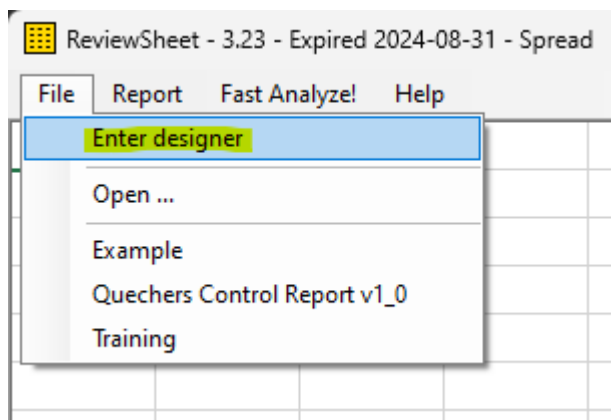 ReviewSheet - 3.23 - Expired 2024-08-31 - Spread
File Report Fast Analyze! Help
Enter designer
Open ...
Example
Quechers Control Report v1_0
Training